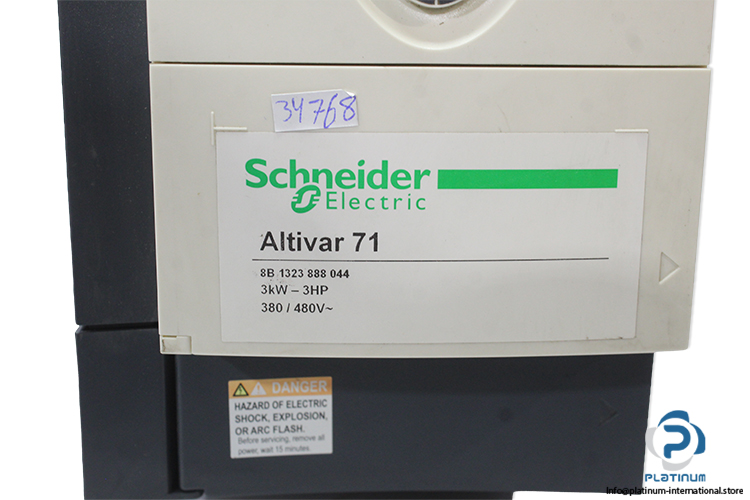 34768
Schneider
Electric
Altivar 71
8B 1323 888 044
3kW – 3HP
380 / 480V~
DANGER
HAZARD OF ELECTRIC
SHOCK, EXPLOSION,
OR ARC FLASH.
Before servicing, remove all
power, wait 15 minutes.
PLATINUM
Info@platinum-international.store